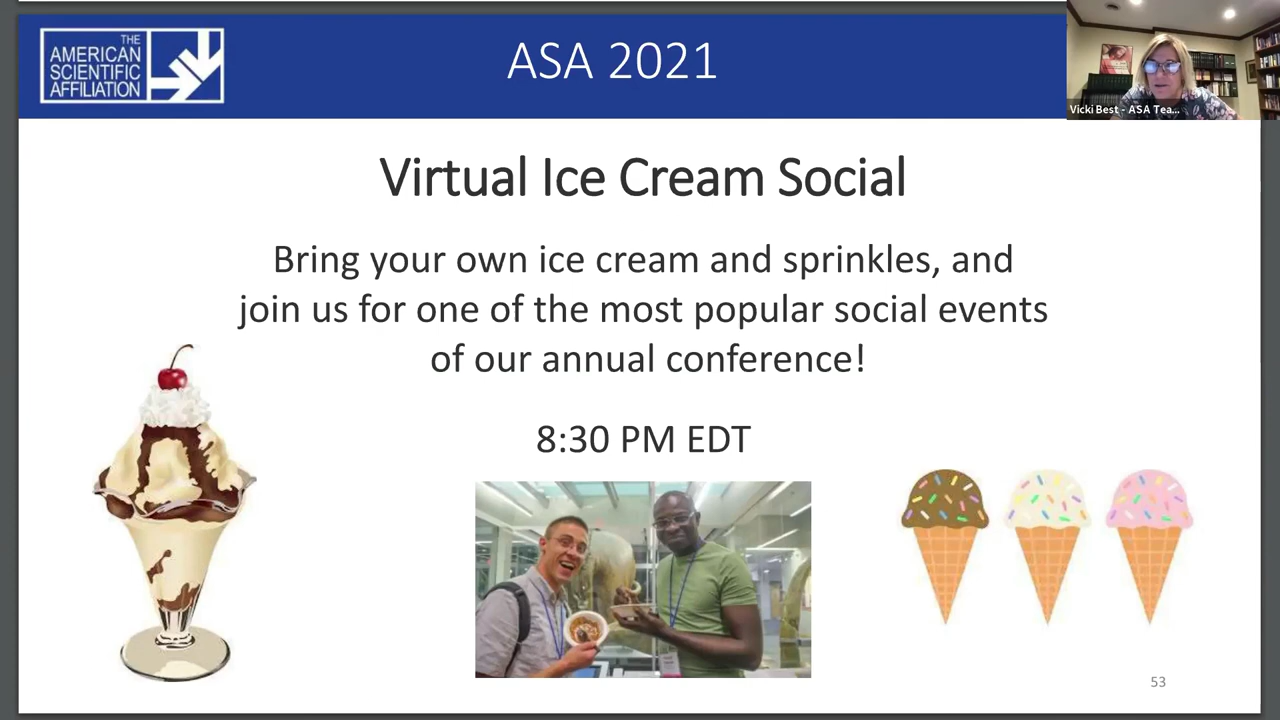 THE
AMERICAN
SCIENTIFIC
AFFILIATION
ASA 2021
Vicki Best - ASA Tea...
Virtual Ice Cream Social
Bring your own ice cream and sprinkles, and
join us for one of the most popular social events
of our annual conference!
8:30 PM EDT
53